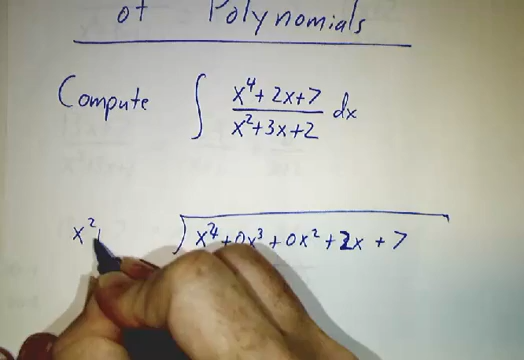 of Polynomials
Compute ∫ (x⁴+2x+7)/(x²+3x+2) dx
x² ) x⁴+0x³+0x²+2x+7